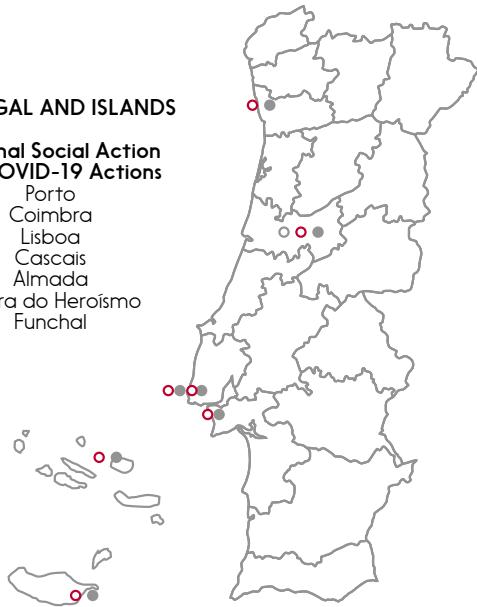 GAL AND ISLANDS
nal Social Action
OVID-19 Actions
Porto
Coimbra
Lisboa
Cascais
Almada
ra do Heroísmo
Funchal